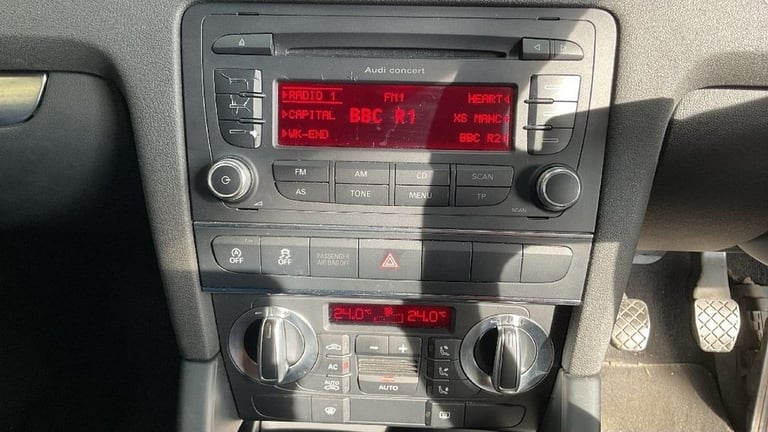 Audi concert
RADIO 1 FM1 HEART
CAPITAL BBC R1 XS MANC
WK-END BBC R2
FM AM CD SCAN
AS TONE MENU TP
SCAN
OFF OFF PASSENGER
AIR BAG OFF
24.0°C 24.0°C
AC
AUTO AUTO